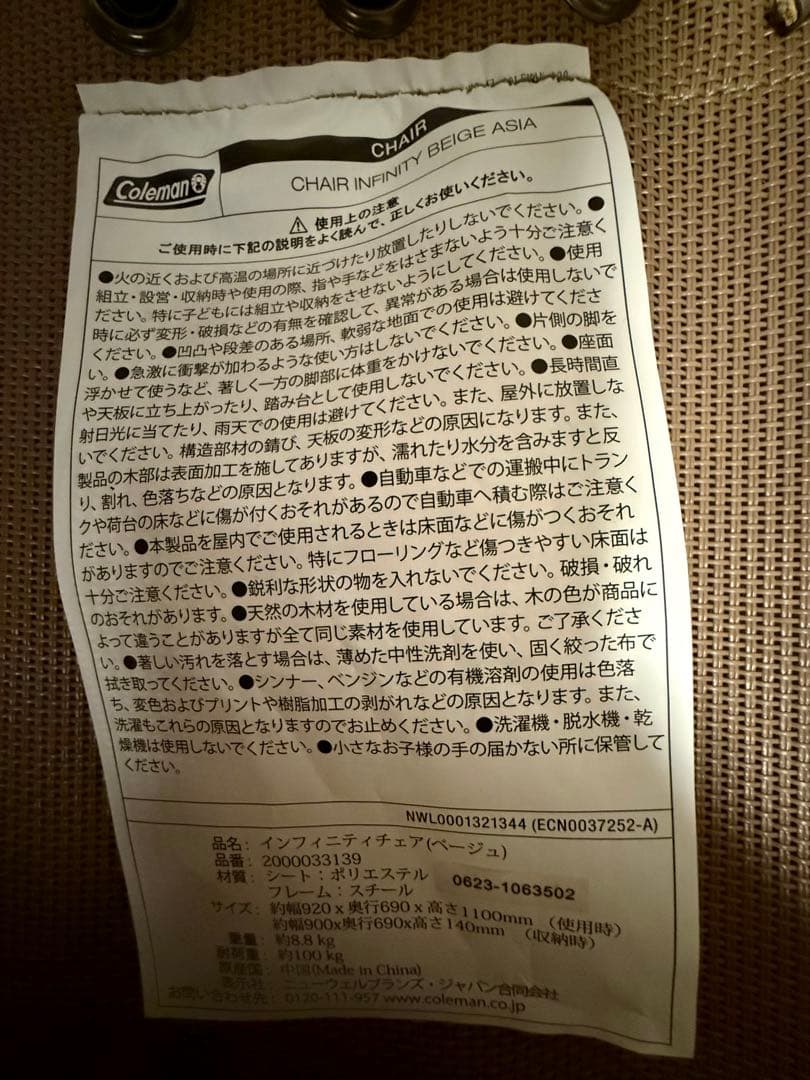 CHAIR
Coleman
CHAIR INFINITY BEIGE ASIA
使用上の注意
ご使用時に下記の説明をよく読んで、正しくお使いください。
●火の近くおよび高温の場所に近づけたり放置したりしないでください。●
組立・設営・収納時や使用の際、指や手などをはさまないよう十分ご注意く
ださい。特に子どもには組立や収納をさせないようにしてください。●使用
時に必ず変形・破損などの有無を確認して、異常がある場合は使用しないで
ください。●凹凸や段差のある場所、軟弱な地面での使用は避けてくださ
い。●急激に衝撃が加わるような使い方はしないでください。●片側の脚を
浮かせて使うなど、著しく一方の脚部に体重をかけないでください。●座面
や天板に立ち上がったり、踏み台として使用しないでください。●長時間直
射日光に当てたり、雨天での使用は避けてください。また、屋外に放置しな
いでください。構造部材の錆び、天板の変形などの原因になります。また、
製品の木部は表面加工を施してありますが、濡れたり水分を含みますと反
り、割れ、色落ちなどの原因となります。●自動車などでの運搬中にトラン
クや荷台の床などに傷が付くおそれがあるので自動車へ積む際はご注意く
ださい。●本製品を屋内でご使用されるときは床面などに傷がつくおそれ
がありますのでご注意ください。特にフローリングなど傷つきやすい床面は
十分ご注意ください。●鋭利な形状の物を入れないでください。破損・破れ
のおそれがあります。●天然の木材を使用している場合は、木の色が商品に
よって違うことがありますが全て同じ素材を使用しています。ご了承くださ
い。●著しい汚れを落とす場合は、薄めた中性洗剤を使い、固く絞った布で
拭き取ってください。●シンナー、ベンジンなどの有機溶剤の使用は色落
ち、変色およびプリントや樹脂加工の剥がれなどの原因となります。また、
洗濯もこれらの原因となりますのでお止めください。●洗濯機・脱水機・乾
燥機は使用しないでください。●小さなお子様の手の届かない所に保管して
ください。
NWL0001321344 (ECN0037252-A)
品名: インフィニティチェア(ベージュ)
品番: 2000033139
材質: シート：ポリエステル
フレーム：スチール
0623-1063502
サイズ: 約幅920 x 奥行690 x 高さ1100mm （使用時）
約幅900x奥行690x高さ140mm （収納時）
重量: 約8.8 kg
耐荷重: 約100 kg
原産国: 中国(Made in China)
表示社: ニューウェルブランズ・ジャパン合同会社
お問い合わせ先: 0120-111-957 www.coleman.co.jp